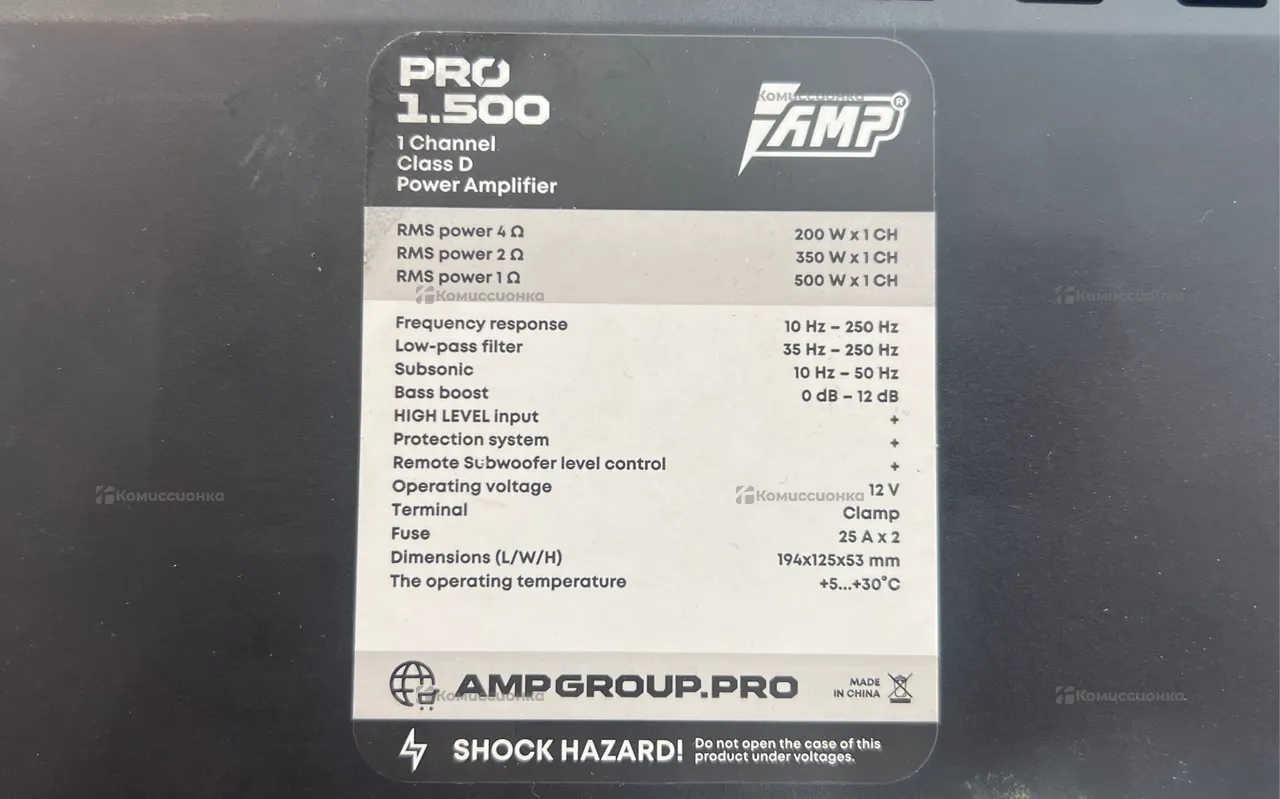 PRO
1.500
1 Channel
Class D
Power Amplifier
AMP®
RMS power 4 Ω 200 W x 1 CH
RMS power 2 Ω 350 W x 1 CH
RMS power 1 Ω 500 W x 1 CH
Frequency response 10 Hz – 250 Hz
Low-pass filter 35 Hz – 250 Hz
Subsonic 10 Hz – 50 Hz
Bass boost 0 dB – 12 dB
HIGH LEVEL input +
Protection system +
Remote Subwoofer level control +
Operating voltage 12 V
Terminal Clamp
Fuse 25 A x 2
Dimensions (L/W/H) 194x125x53 mm
The operating temperature +5...+30°C
AMPGROUP.PRO
MADE
IN CHINA
SHOCK HAZARD!
Do not open the case of this
product under voltages.
Комиссионка
Комиссионка
Комиссионка
Комиссионка
Комиссионка
Комиссионка
Комиссионка
Комиссионка